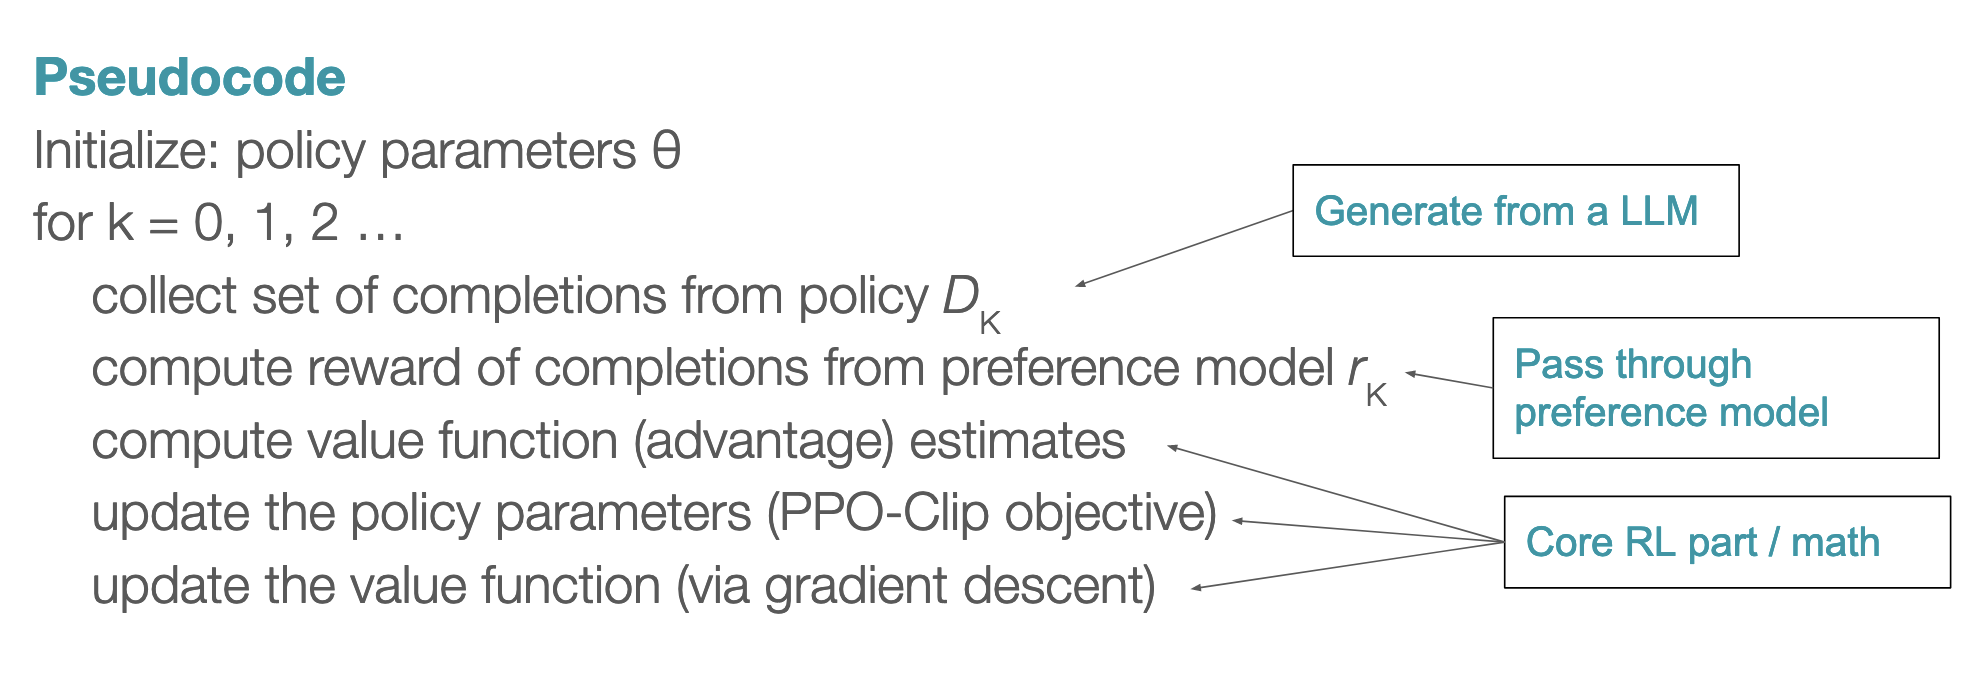 Pseudocode
Initialize: policy parameters θ
for k = 0, 1, 2 …
collect set of completions from policy D_K
compute reward of completions from preference model r_K
compute value function (advantage) estimates
update the policy parameters (PPO-Clip objective)
update the value function (via gradient descent)
Generate from a LLM
Pass through
preference model
Core RL part / math